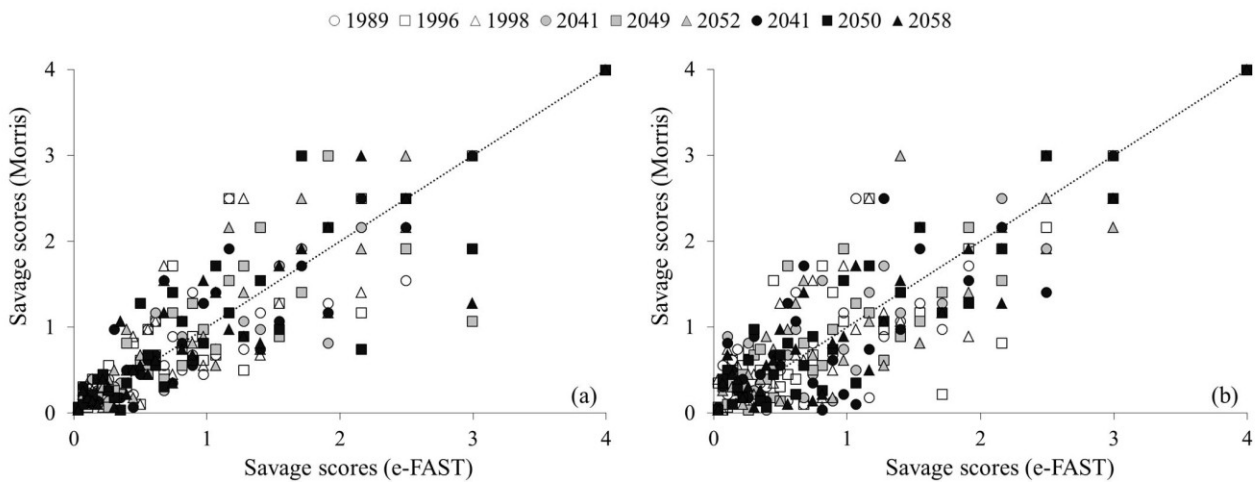 1989 1996 1998 2041 2049 2052 2041 2050 2058
4
3
2
1
0
Savage scores (Morris)
0 1 2 3 4
Savage scores (e-FAST)
(a)
4
3
2
1
0
Savage scores (Morris)
0 1 2 3 4
Savage scores (e-FAST)
(b)